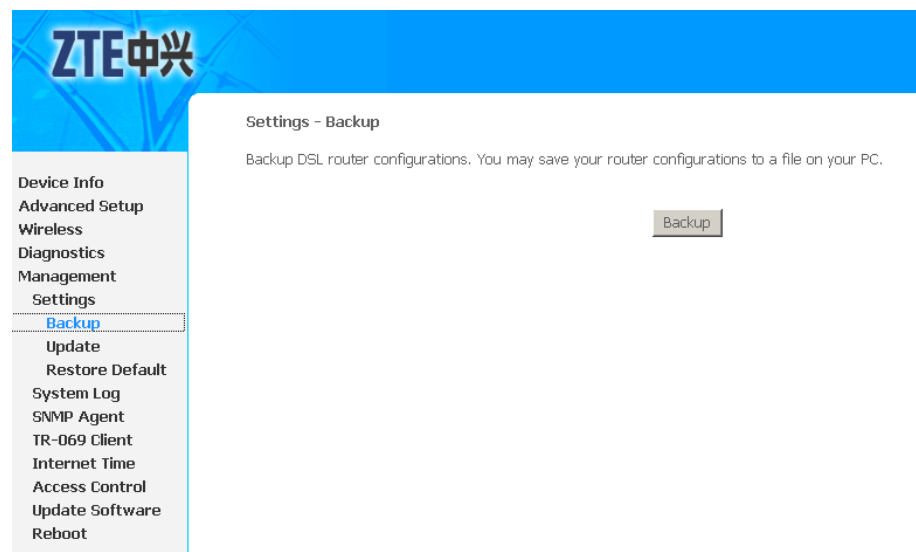 ZTE中兴
Settings - Backup
Backup DSL router configurations. You may save your router configurations to a file on your PC.
Backup
Device Info
Advanced Setup
Wireless
Diagnostics
Management
Settings
Backup
Update
Restore Default
System Log
SNMP Agent
TR-069 Client
Internet Time
Access Control
Update Software
Reboot